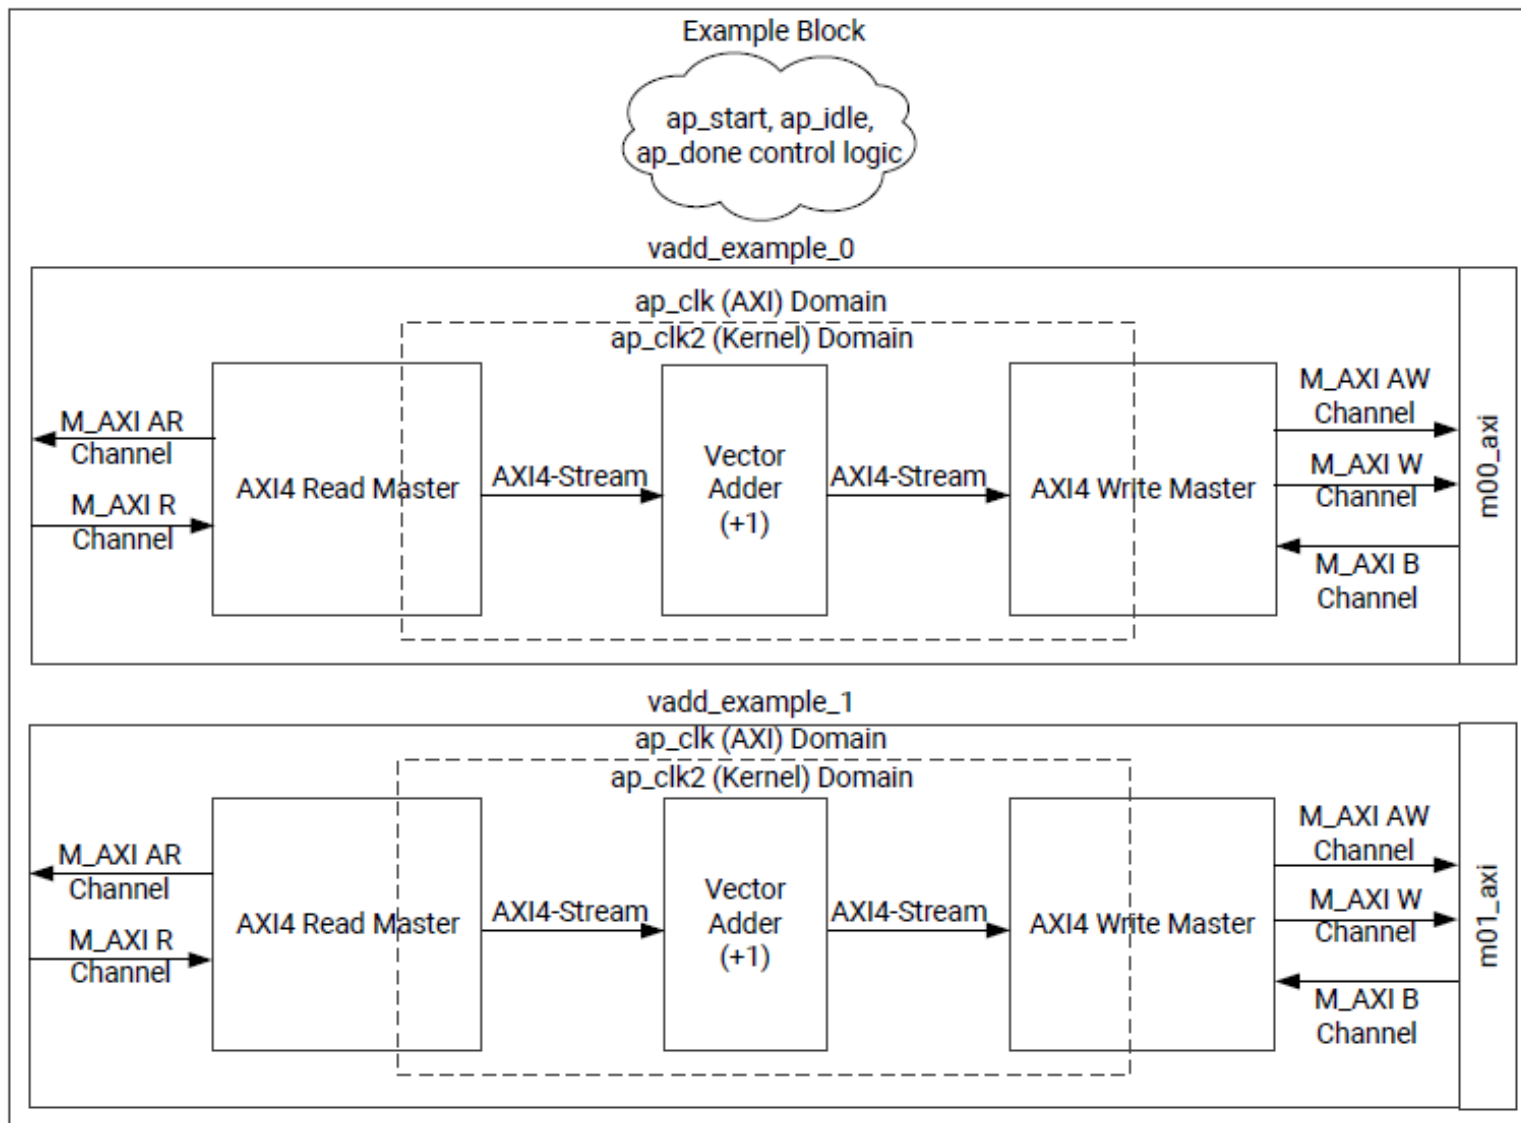 Example Block
ap_start, ap_idle,
ap_done control logic
vadd_example_0
ap_clk (AXI) Domain
ap_clk2 (Kernel) Domain
M_AXI AR
Channel
M_AXI R
Channel
AXI4 Read Master
AXI4-Stream
Vector
Adder
(+1)
AXI4-Stream
AXI4 Write Master
M_AXI AW
Channel
M_AXI W
Channel
M_AXI B
Channel
m00_axi
vadd_example_1
ap_clk (AXI) Domain
ap_clk2 (Kernel) Domain
M_AXI AR
Channel
M_AXI R
Channel
AXI4 Read Master
AXI4-Stream
Vector
Adder
(+1)
AXI4-Stream
AXI4 Write Master
M_AXI AW
Channel
M_AXI W
Channel
M_AXI B
Channel
m01_axi